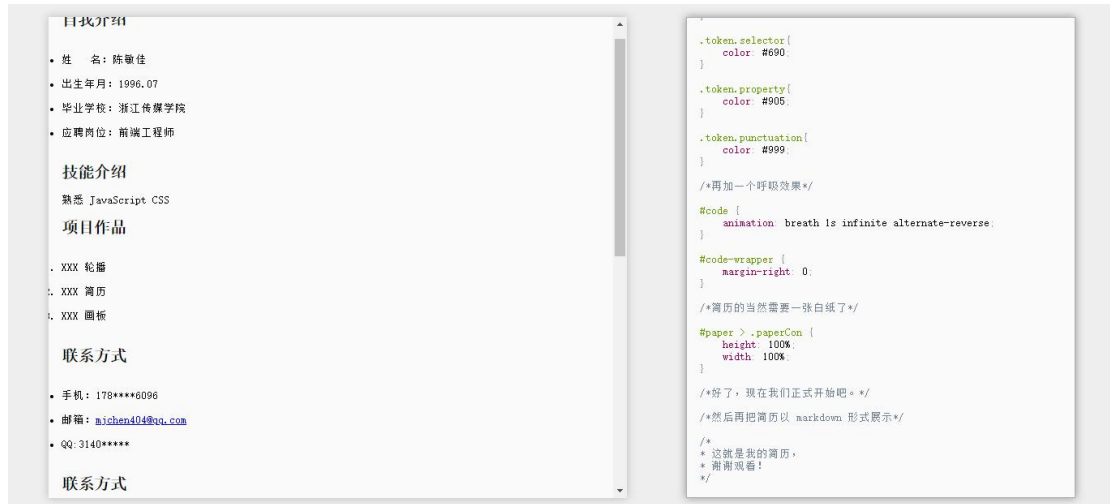 自我介绍
姓 名: 陈敏佳
出生年月: 1996.07
毕业学校: 浙江传媒学院
应聘岗位: 前端工程师
技能介绍
熟悉 JavaScript CSS
项目作品
XXX 轮播
XXX 简历
XXX 画板
联系方式
手机: 178****6096
邮箱: mjchen404@qq.com
QQ:3140*****
联系方式
}
.token.selector{
color: #690;
}
.token.property{
color: #905;
}
.token.punctuation{
color: #999;
}
/*再加一个呼吸效果*/
#code {
animation: breath 1s infinite alternate-reverse;
}
#code-wrapper {
margin-right: 0;
}
/*简历的当然需要一张白纸了*/
#paper > .paperCon {
height: 100%;
width: 100%;
}
/*好了，现在我们正式开始吧。*/
/*然后再把简历以 markdown 形式展示*/
/*
* 这就是我的简历，
* 谢谢观看!
*/